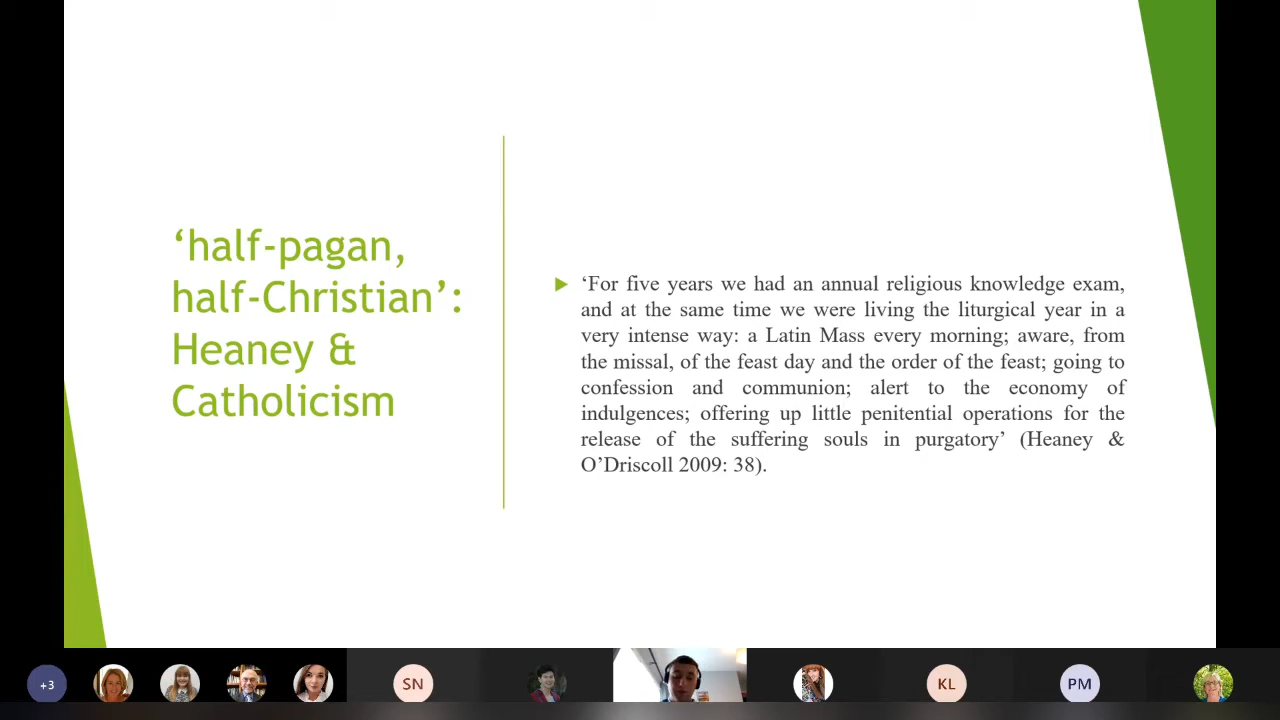 ‘half-pagan,
half-Christian’:
Heaney &
Catholicism
‘For five years we had an annual religious knowledge exam,
and at the same time we were living the liturgical year in a
very intense way: a Latin Mass every morning; aware, from
the missal, of the feast day and the order of the feast; going to
confession and communion; alert to the economy of
indulgences; offering up little penitential operations for the
release of the suffering souls in purgatory’ (Heaney &
O’Driscoll 2009: 38).
+3
SN
KL
PM